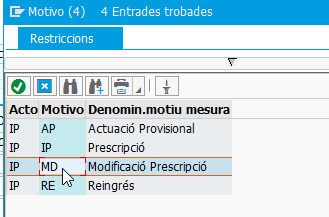 Motivo (4) 4 Entrades trobades
Restriccions
Acto Motivo Denomin.motiu mesura
IP AP Actuació Provisional
IP IP Prescripció
IP MD Modificació Prescripció
IP RE Reingrés